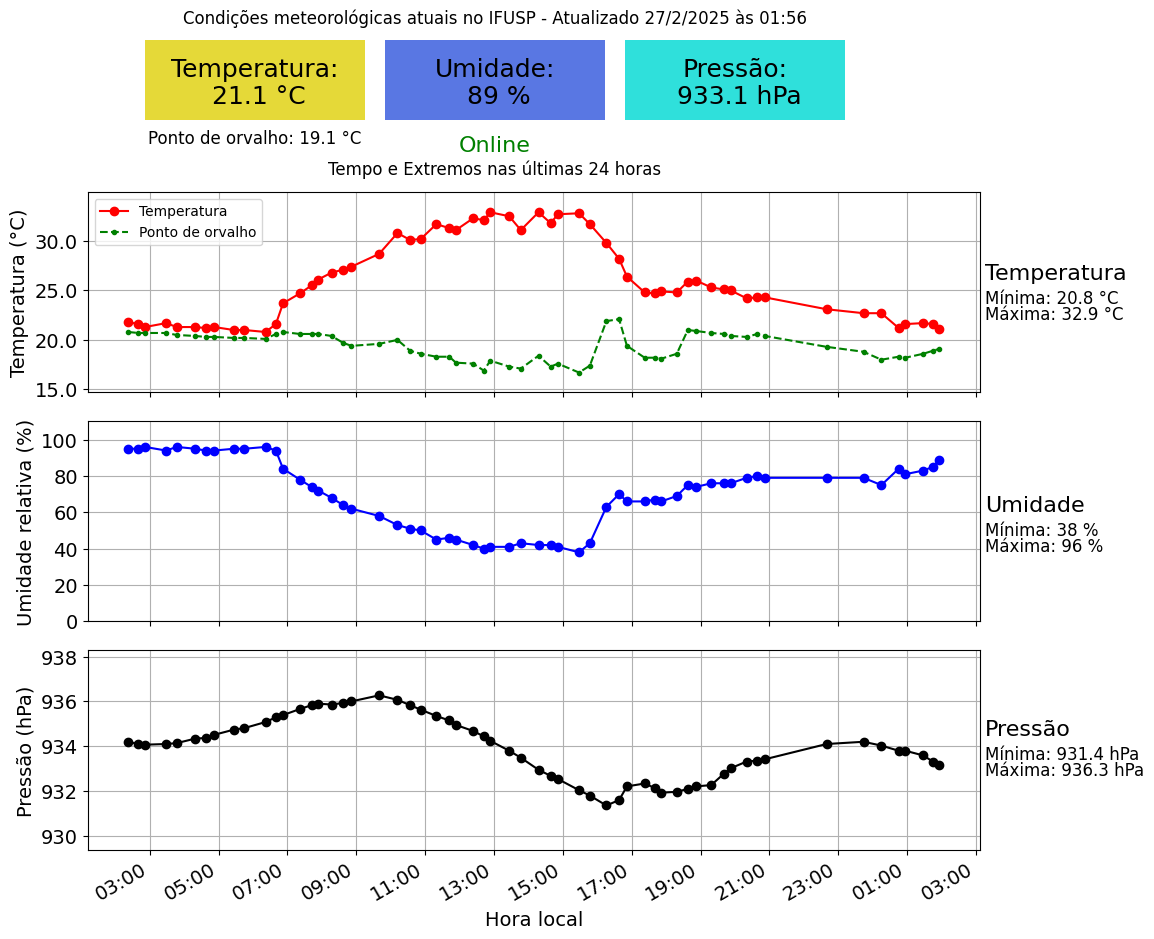 Condições meteorológicas atuais no IFUSP - Atualizado 27/2/2025 às 01:56
Temperatura:
21.1 °C
Umidade:
89 %
Pressão:
933.1 hPa
Ponto de orvalho: 19.1 °C
Online
Tempo e Extremos nas últimas 24 horas
Temperatura (°C)
30.0
25.0
20.0
15.0
Temperatura
Ponto de orvalho
Temperatura
Mínima: 20.8 °C
Máxima: 32.9 °C
Umidade relativa (%)
100
80
60
40
20
0
Umidade
Mínima: 38 %
Máxima: 96 %
Pressão (hPa)
938
936
934
932
930
Pressão
Mínima: 931.4 hPa
Máxima: 936.3 hPa
03:00 05:00 07:00 09:00 11:00 13:00 15:00 17:00 19:00 21:00 23:00 01:00 03:00
Hora local